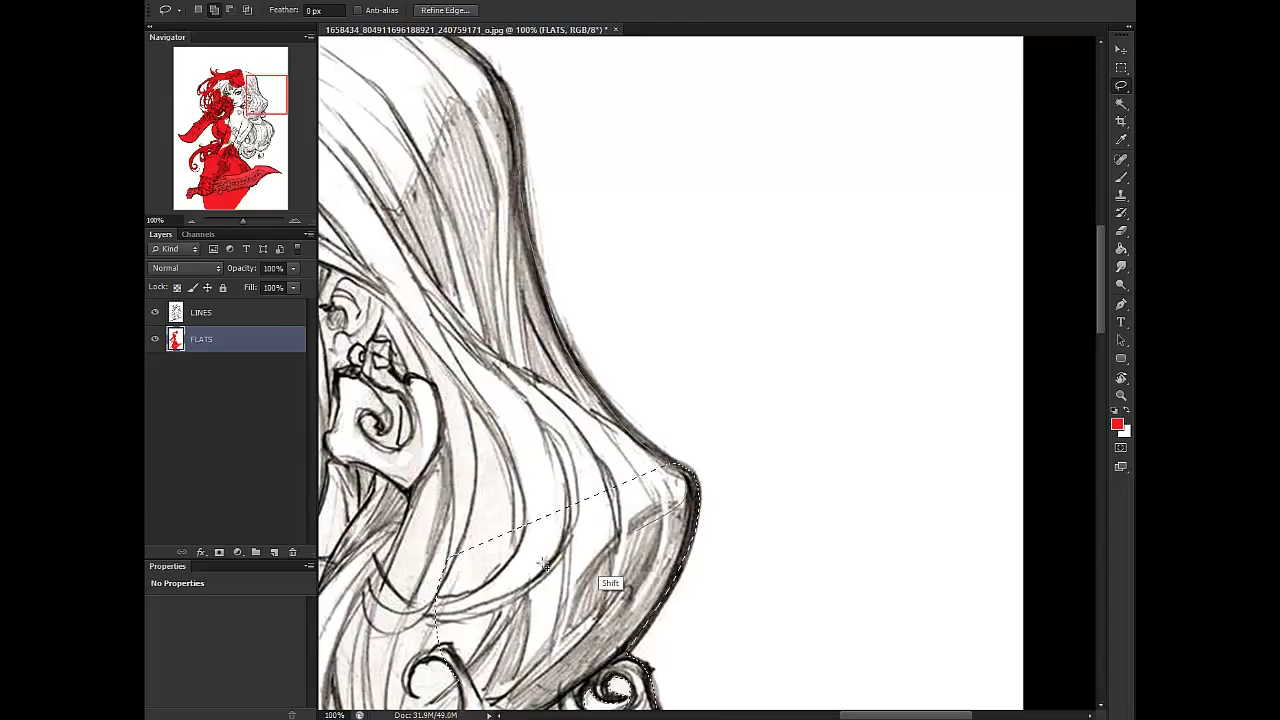 Feather: 0 px Anti-alias Refine Edge...
1658434_804911696188921_240759171_o.jpg @ 100% (FLATS, RGB/8*) * ×
Navigator
100%
Layers Channels
Kind
Normal Opacity: 100%
Lock: Fill: 100%
LINES
FLATS
Properties
No Properties
Shift
100% Doc: 31.9M/49.0M